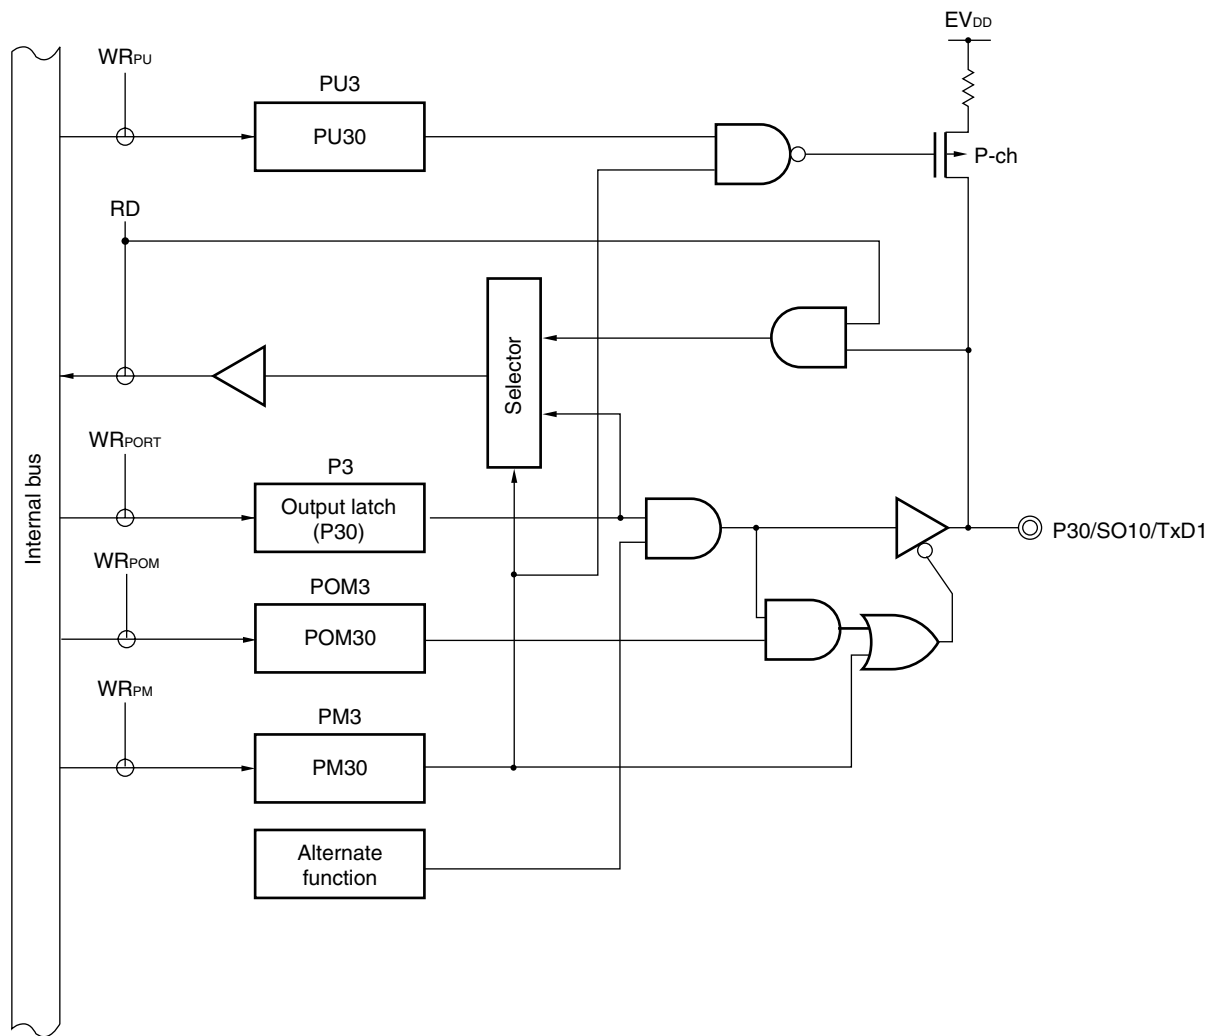 EVDD
WRPU
PU3
PU30
P-ch
RD
Selector
WRPORT
P3
Output latch
(P30)
Internal bus
P30/SO10/TxD1
WRPOM
POM3
POM30
WRPM
PM3
PM30
Alternate
function